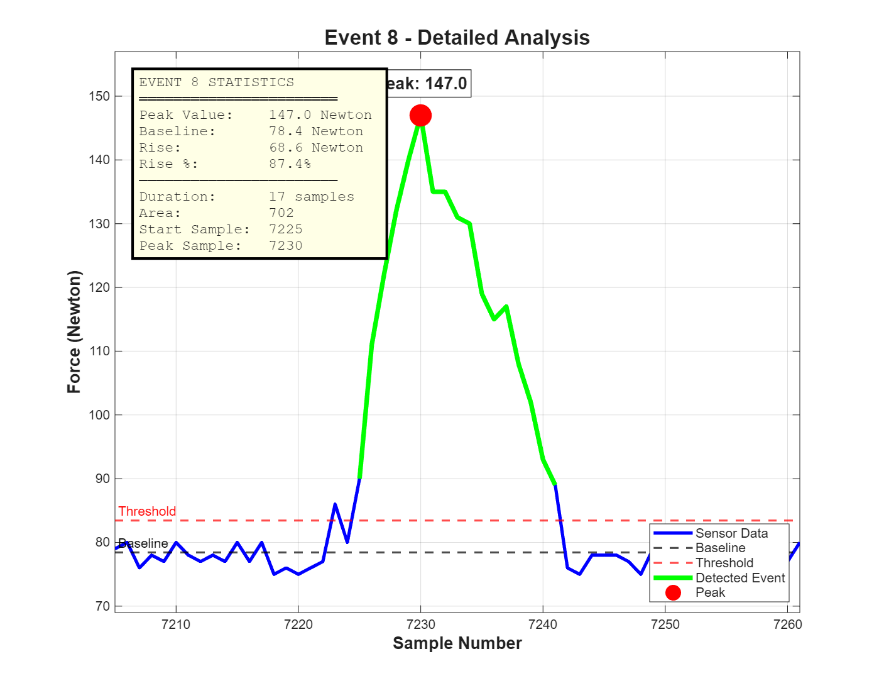 Event 8 - Detailed Analysis
eak: 147.0
EVENT 8 STATISTICS
Peak Value: 147.0 Newton
Baseline: 78.4 Newton
Rise: 68.6 Newton
Rise %: 87.4%
Duration: 17 samples
Area: 702
Start Sample: 7225
Peak Sample: 7230
150
140
130
120
110
100
90
80
70
Force (Newton)
Threshold
Baseline
Sensor Data
Baseline
Threshold
Detected Event
Peak
7210 7220 7230 7240 7250 7260
Sample Number